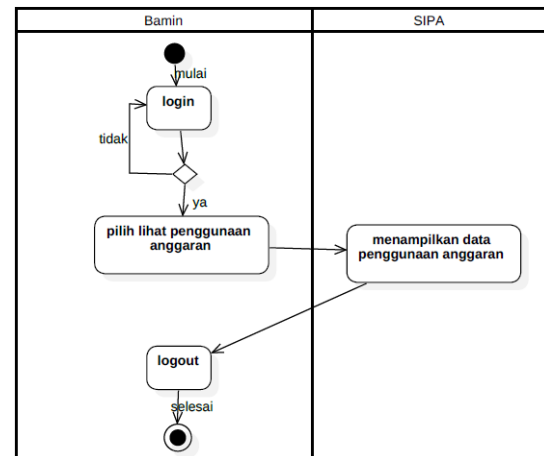 Bamin
SIPA
mulai
login
tidak
ya
pilih lihat penggunaan
anggaran
menampilkan data
penggunaan anggaran
logout
selesai